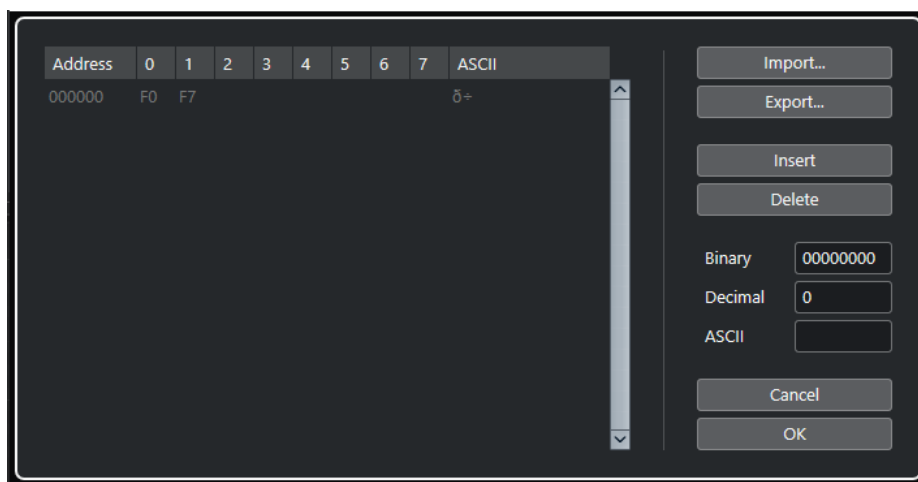 Address 0 1 2 3 4 5 6 7 ASCII
000000 F0 F7 ð÷
Import...
Export...
Insert
Delete
Binary 00000000
Decimal 0
ASCII
Cancel
OK